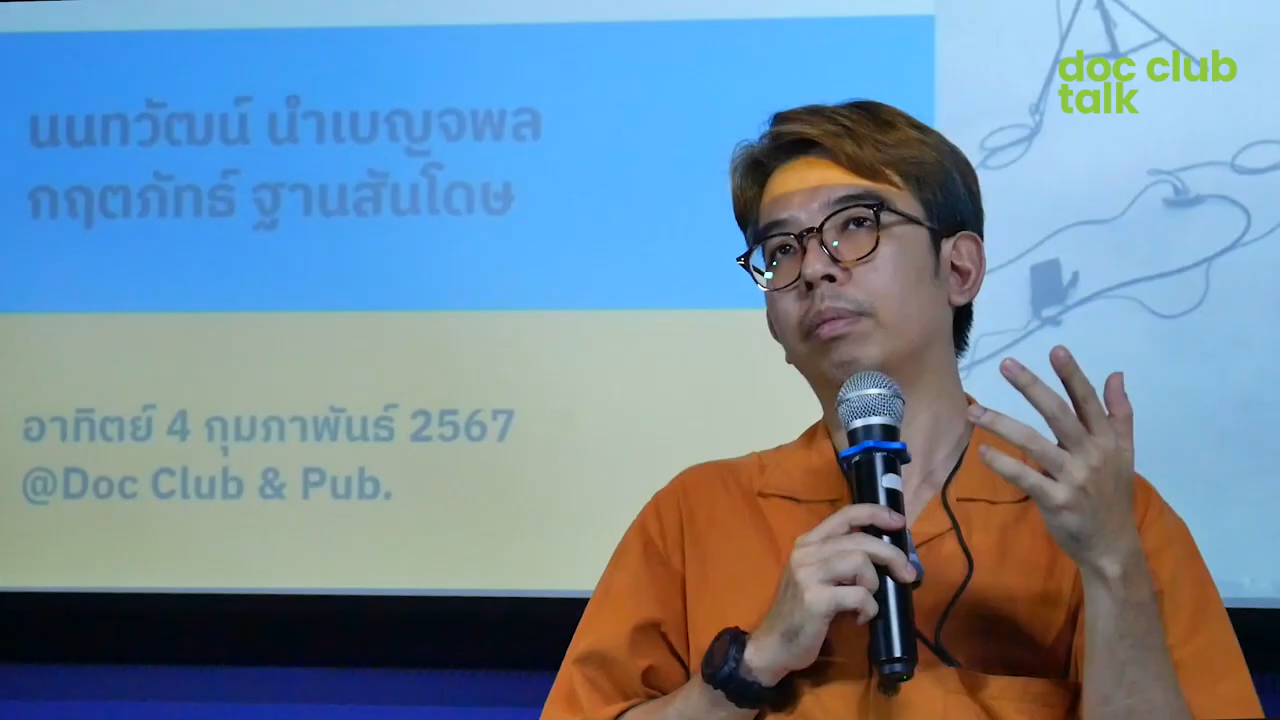 doc club
talk
นนทวัฒน์ นำเบญจพล
กฤตภัทธ์ ฐานสันโดษ
อาทิตย์ 4 กุมภาพันธ์ 2567
@Doc Club & Pub.